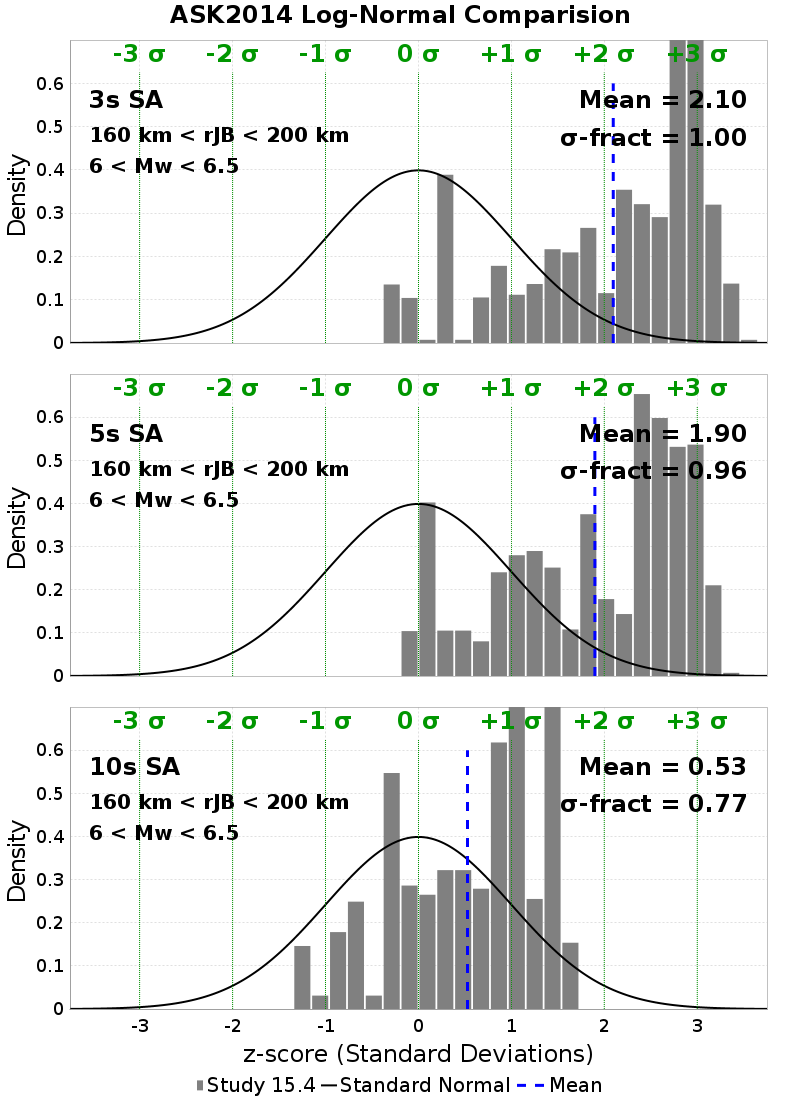 ASK2014 Log-Normal Comparision
-3 σ -2 σ -1 σ 0 σ +1 σ +2 σ +3 σ
0.6
3s SA Mean = 2.10
0.5
160 km < rJB < 200 km σ-fract = 1.00
0.4
6 < Mw < 6.5
Density
0.3
0.2
0.1
0
-3 σ -2 σ -1 σ 0 σ +1 σ +2 σ +3 σ
0.6
5s SA Mean = 1.90
0.5
160 km < rJB < 200 km σ-fract = 0.96
0.4
6 < Mw < 6.5
Density
0.3
0.2
0.1
0
-3 σ -2 σ -1 σ 0 σ +1 σ +2 σ +3 σ
0.6
10s SA Mean = 0.53
0.5
160 km < rJB < 200 km σ-fract = 0.77
0.4
6 < Mw < 6.5
Density
0.3
0.2
0.1
0
-3 -2 -1 0 1 2 3
z-score (Standard Deviations)
Study 15.4 Standard Normal Mean